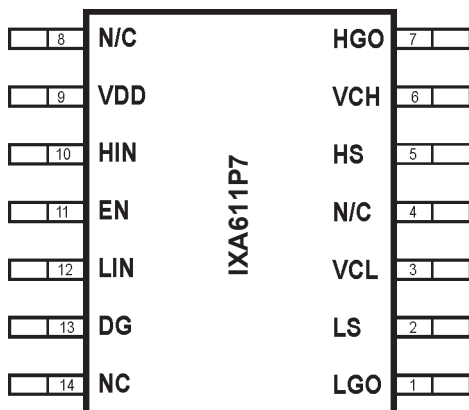 8 N/C HGO 7
9 VDD VCH 6
10 HIN HS 5
11 EN N/C 4
12 LIN VCL 3
13 DG LS 2
14 NC LGO 1
IXA611P7